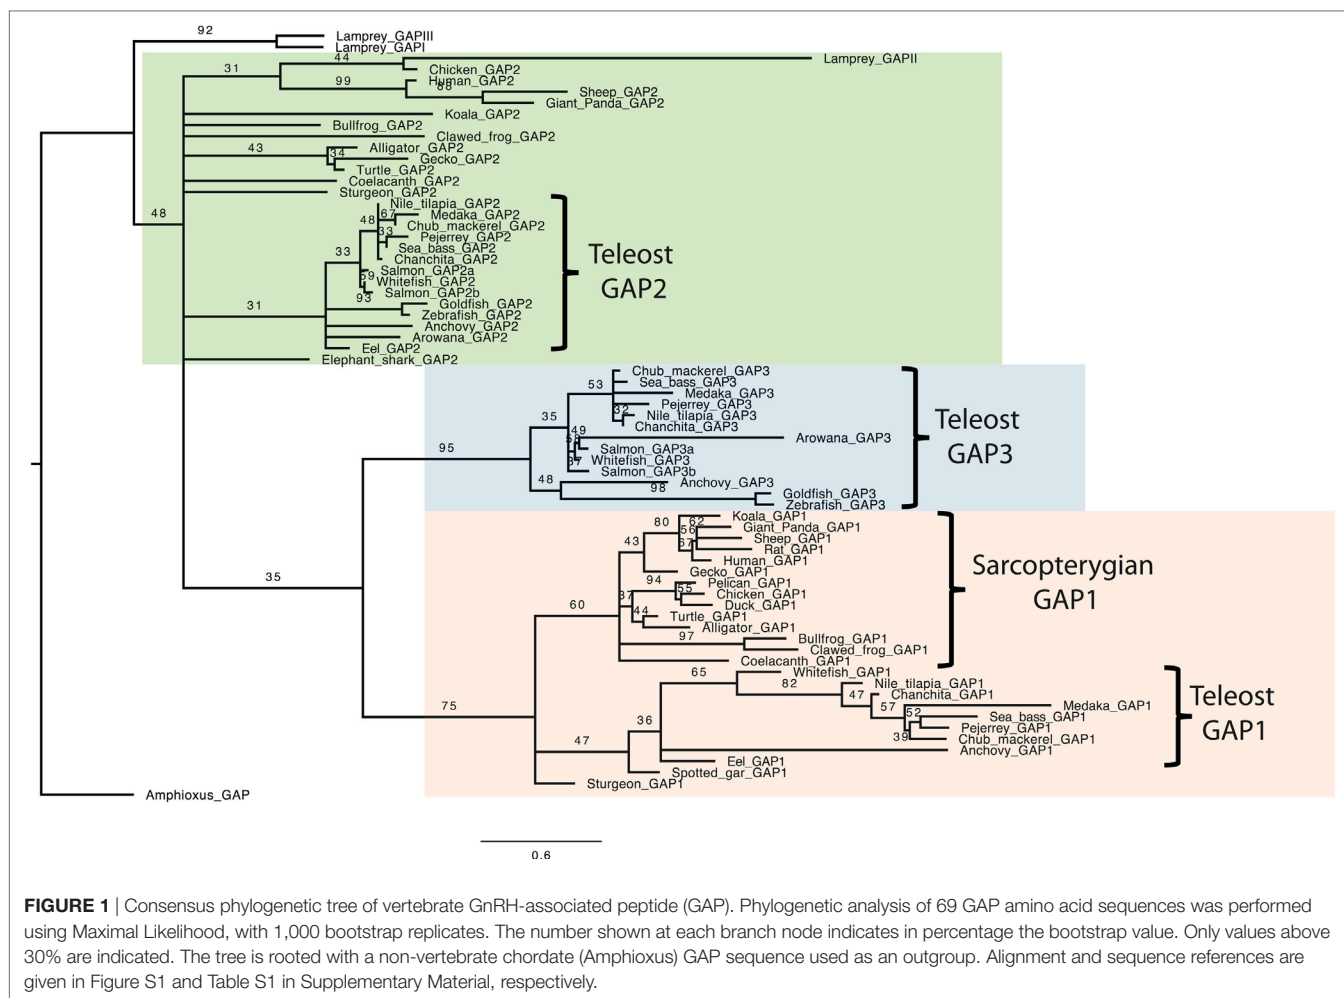 92
Lamprey_GAPIII
Lamprey_GAPI
44
Lamprey_GAPII
31
Chicken_GAP2
99
Human_GAP2
88
Sheep_GAP2
Giant_Panda_GAP2
Koala_GAP2
Bullfrog_GAP2
Clawed_frog_GAP2
43
Alligator_GAP2
34
Gecko_GAP2
Turtle_GAP2
Coelacanth_GAP2
Sturgeon_GAP2
48
Nile_tilapia_GAP2
67
Medaka_GAP2
48
Chub_mackerel_GAP2
33
Pejerrey_GAP2
Sea_bass_GAP2
33
Chanchita_GAP2
Salmon_GAP2a
59
Whitefish_GAP2
Salmon_GAP2b
93
Goldfish_GAP2
31
Zebrafish_GAP2
Anchovy_GAP2
Arowana_GAP2
Eel_GAP2
Elephant_shark_GAP2
Teleost
GAP2
Chub_mackerel_GAP3
53
Sea_bass_GAP3
Medaka_GAP3
Pejerrey_GAP3
32
Nile_tilapia_GAP3
35
Chanchita_GAP3
49
Arowana_GAP3
58
Salmon_GAP3a
95
Whitefish_GAP3
37
Salmon_GAP3b
48
Anchovy_GAP3
98
Goldfish_GAP3
Zebrafish_GAP3
Teleost
GAP3
Koala_GAP1
80
62
Giant_Panda_GAP1
56
Sheep_GAP1
43
67
Rat_GAP1
Human_GAP1
Gecko_GAP1
35
94
Pelican_GAP1
55
Chicken_GAP1
37
Duck_GAP1
60
44
Turtle_GAP1
Alligator_GAP1
97
Bullfrog_GAP1
Clawed_frog_GAP1
Coelacanth_GAP1
Sarcopterygian
GAP1
65
Whitefish_GAP1
82
Nile_tilapia_GAP1
47
Chanchita_GAP1
75
57
Medaka_GAP1
52
Sea_bass_GAP1
36
Pejerrey_GAP1
39
Chub_mackerel_GAP1
47
Anchovy_GAP1
Eel_GAP1
Spotted_gar_GAP1
Sturgeon_GAP1
Teleost
GAP1
Amphioxus_GAP
0.6
FIGURE 1 | Consensus phylogenetic tree of vertebrate GnRH-associated peptide (GAP). Phylogenetic analysis of 69 GAP amino acid sequences was performed
using Maximal Likelihood, with 1,000 bootstrap replicates. The number shown at each branch node indicates in percentage the bootstrap value. Only values above
30% are indicated. The tree is rooted with a non-vertebrate chordate (Amphioxus) GAP sequence used as an outgroup. Alignment and sequence references are
given in Figure S1 and Table S1 in Supplementary Material, respectively.